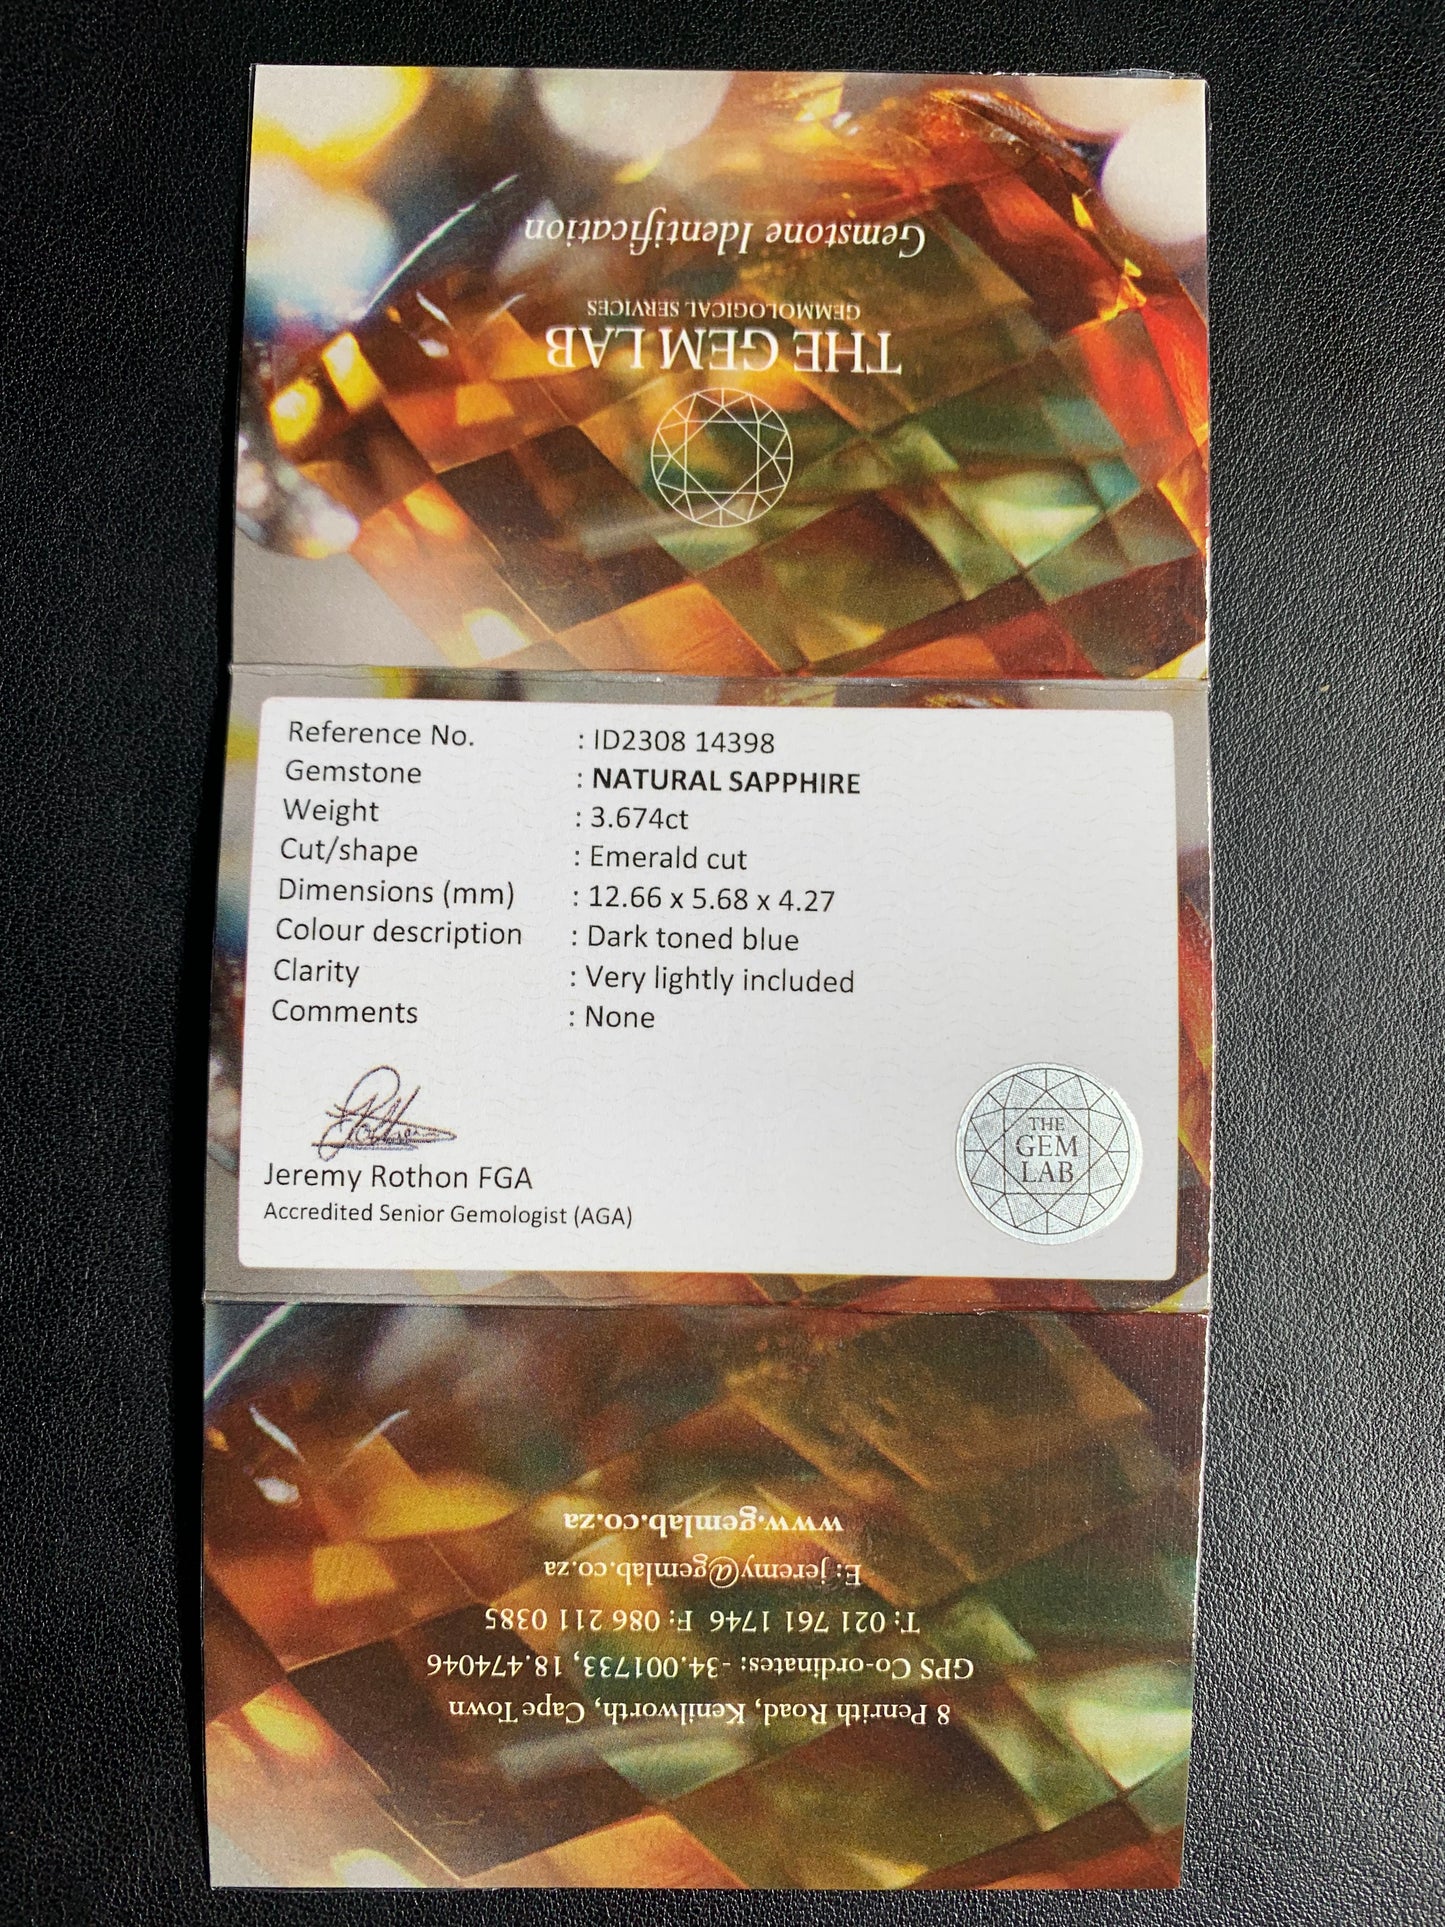 Gemstone Identification
GEMMOLOGICAL SERVICES
THE GEM LAB
Reference No. : ID2308 14398
Gemstone : NATURAL SAPPHIRE
Weight : 3.674ct
Cut/shape : Emerald cut
Dimensions (mm) : 12.66 x 5.68 x 4.27
Colour description : Dark toned blue
Clarity : Very lightly included
Comments : None
Jeremy Rothon FGA
Accredited Senior Gemologist (AGA)
THE
GEM
LAB
www.gemlab.co.za
E: jeremy@gemlab.co.za
T: 021 761 1746 F: 086 211 0385
GPS Co-ordinates: -34.001733, 18.474046
8 Penrith Road, Kenilworth, Cape Town